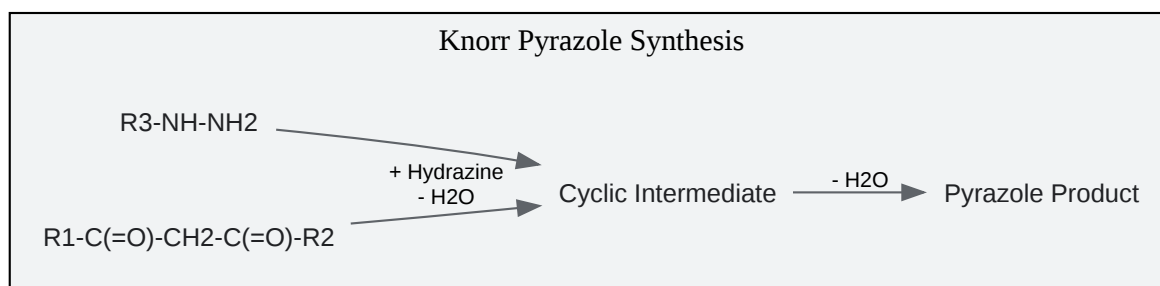 Knorr Pyrazole Synthesis
R3-NH-NH2
+ Hydrazine
- H2O
Cyclic Intermediate
- H2O
Pyrazole Product
R1-C(=O)-CH2-C(=O)-R2